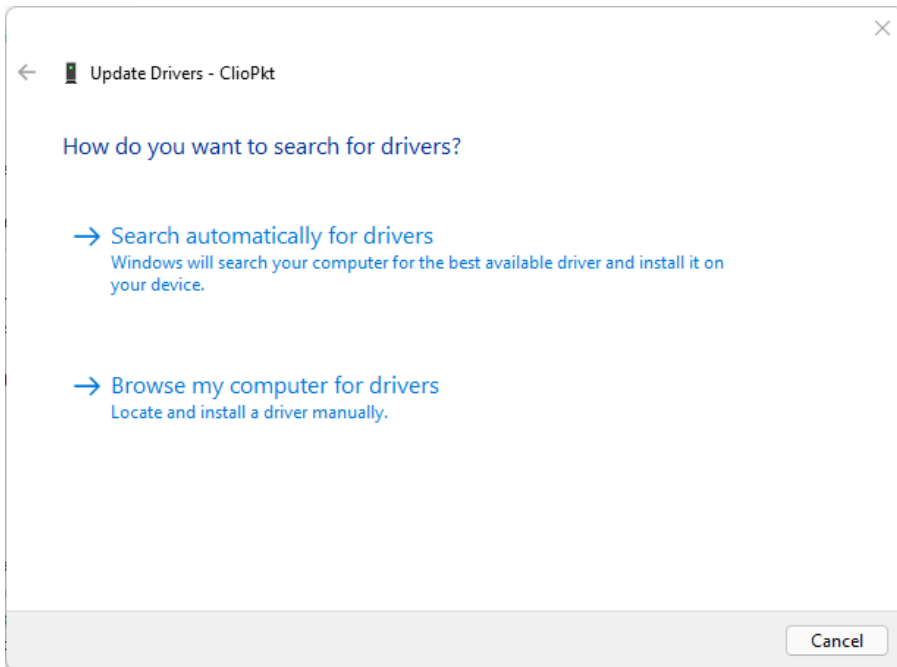 Update Drivers - ClioPkt
How do you want to search for drivers?
Search automatically for drivers
Windows will search your computer for the best available driver and install it on
your device.
Browse my computer for drivers
Locate and install a driver manually.
Cancel